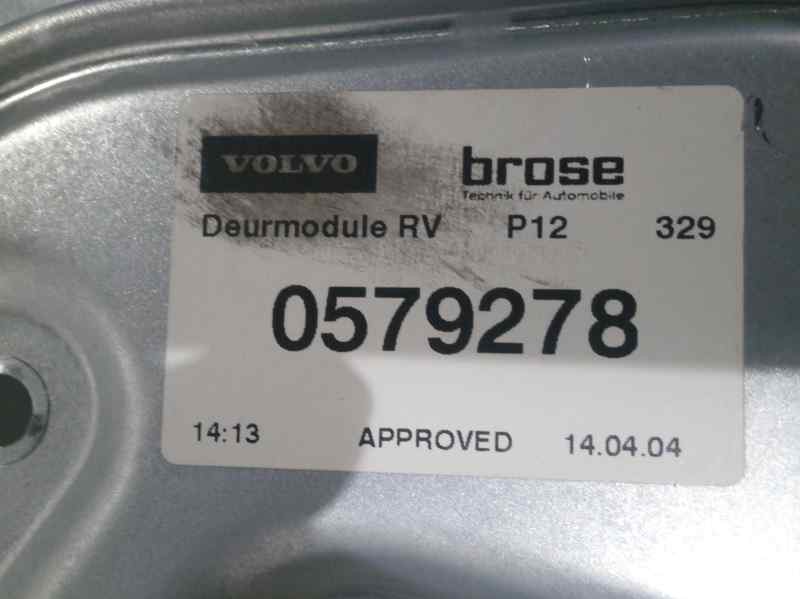 VOLVO brose
Technik für Automobile
Deurmodule RV P12 329
0579278
14:13 APPROVED 14.04.04